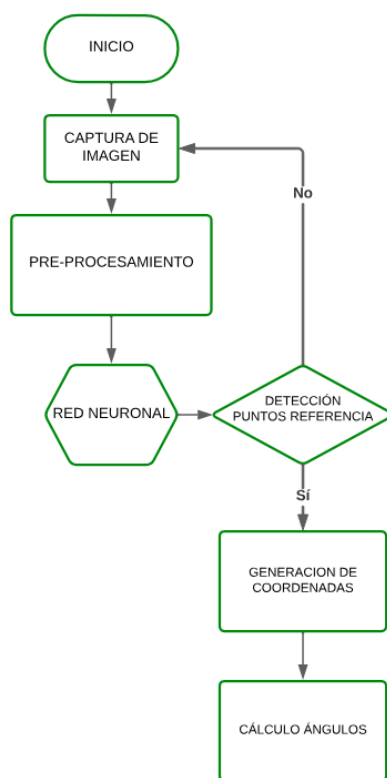 INICIO
CAPTURA DE
IMAGEN
No
PRE-PROCESAMIENTO
RED NEURONAL
DETECCIÓN
PUNTOS REFERENCIA
Sí
GENERACION DE
COORDENADAS
CÁLCULO ÁNGULOS